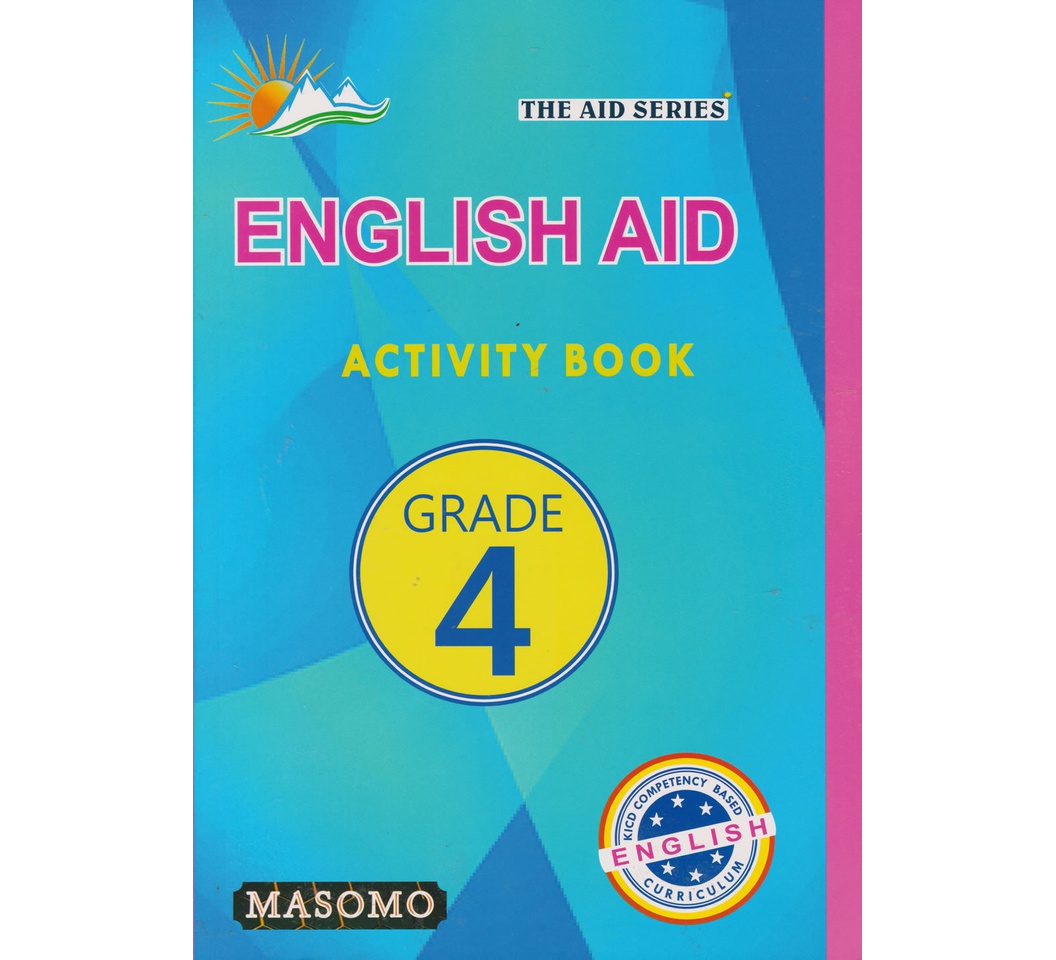 THE AID SERIES
ENGLISH AID
ACTIVITY BOOK
GRADE
4
KICD COMPETENCY BASED
ENGLISH
CURRICULUM
MASOMO